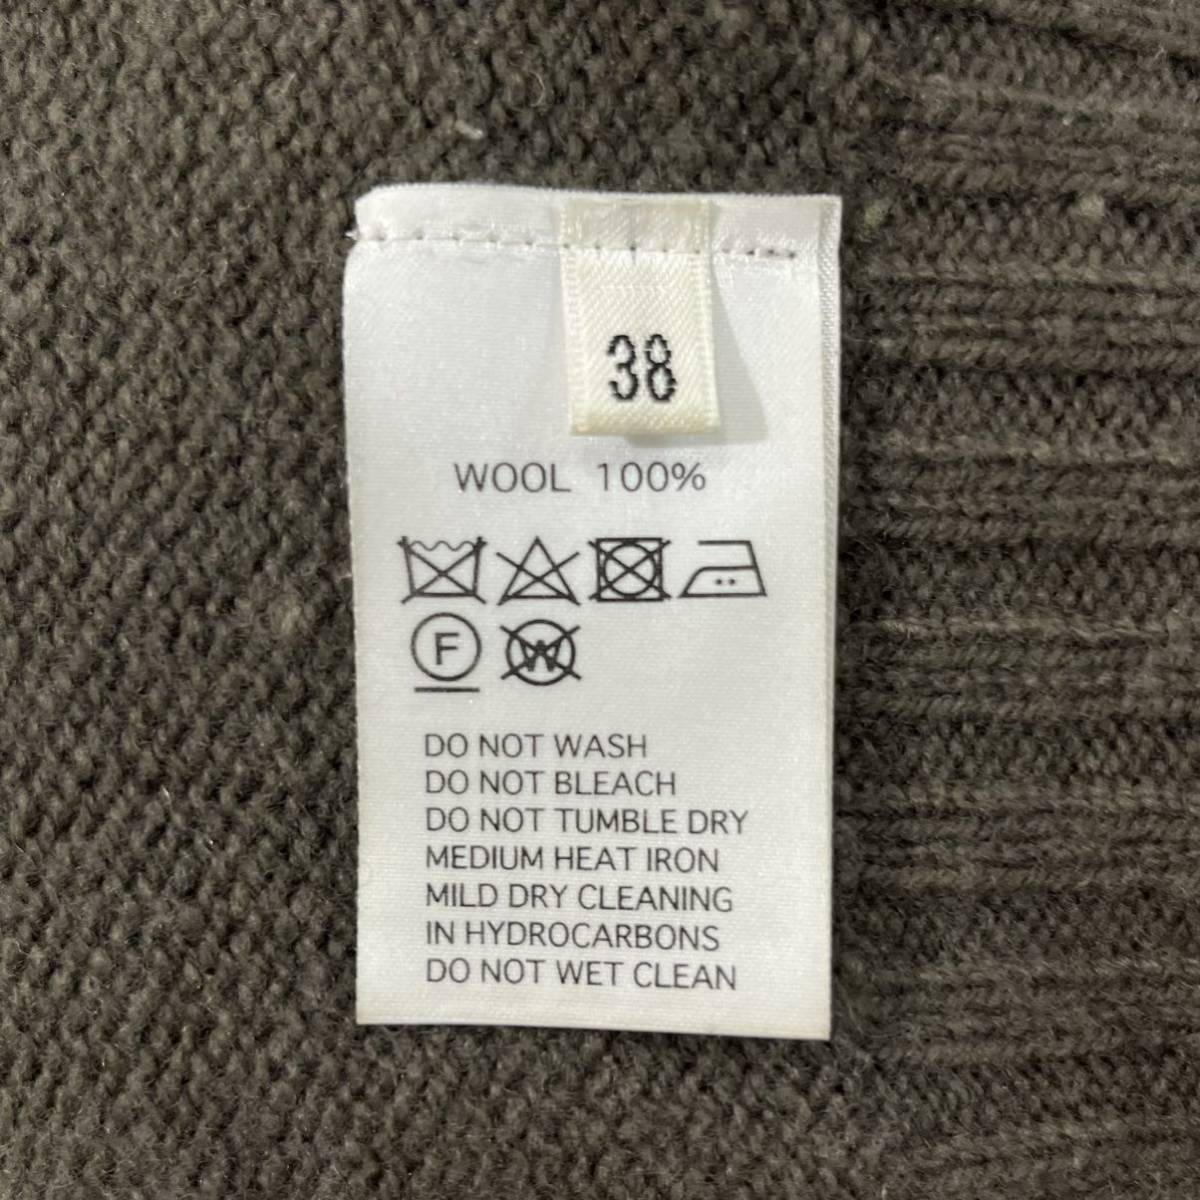 38
WOOL 100%
F W
DO NOT WASH
DO NOT BLEACH
DO NOT TUMBLE DRY
MEDIUM HEAT IRON
MILD DRY CLEANING
IN HYDROCARBONS
DO NOT WET CLEAN